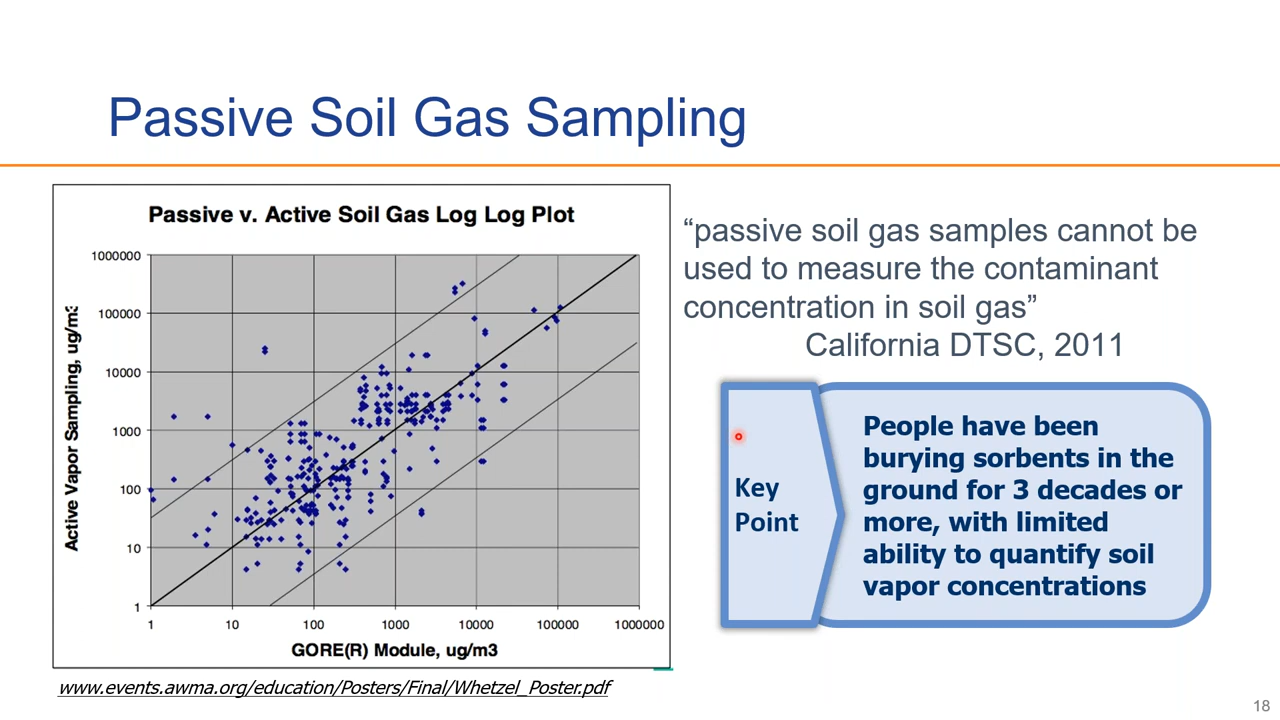 Passive Soil Gas Sampling
Passive v. Active Soil Gas Log Log Plot
1000000
100000
10000
1000
100
10
1
Active Vapor Sampling, ug/m3
1 10 100 1000 10000 100000 1000000
GORE(R) Module, ug/m3
www.events.awma.org/education/Posters/Final/Whetzel_Poster.pdf
“passive soil gas samples cannot be
used to measure the contaminant
concentration in soil gas”
California DTSC, 2011
Key
Point
People have been
burying sorbents in the
ground for 3 decades or
more, with limited
ability to quantify soil
vapor concentrations
18